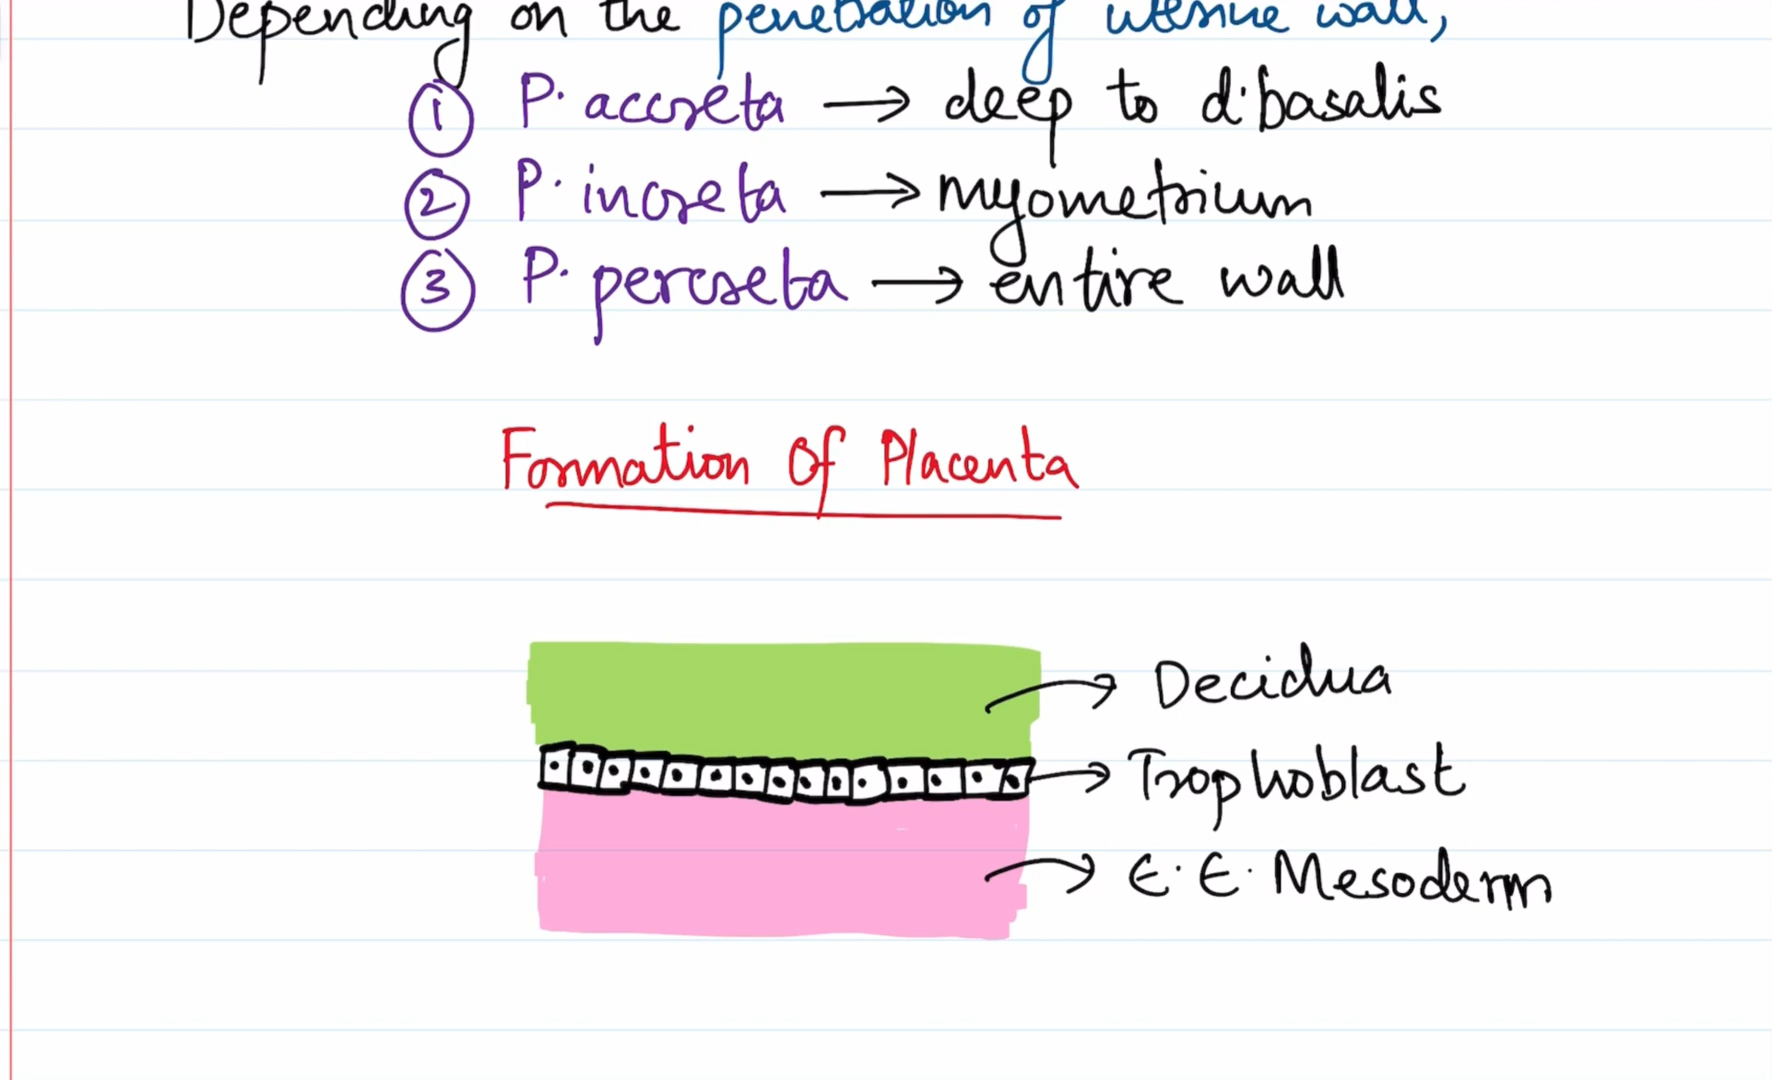 Depending on the penetration of uterine wall,
① P. accreta → deep to d. basalis
② P. increta → myometrium
③ P. percreta → entire wall
Formation Of Placenta
Decidua
Trophoblast
E.E. Mesoderm